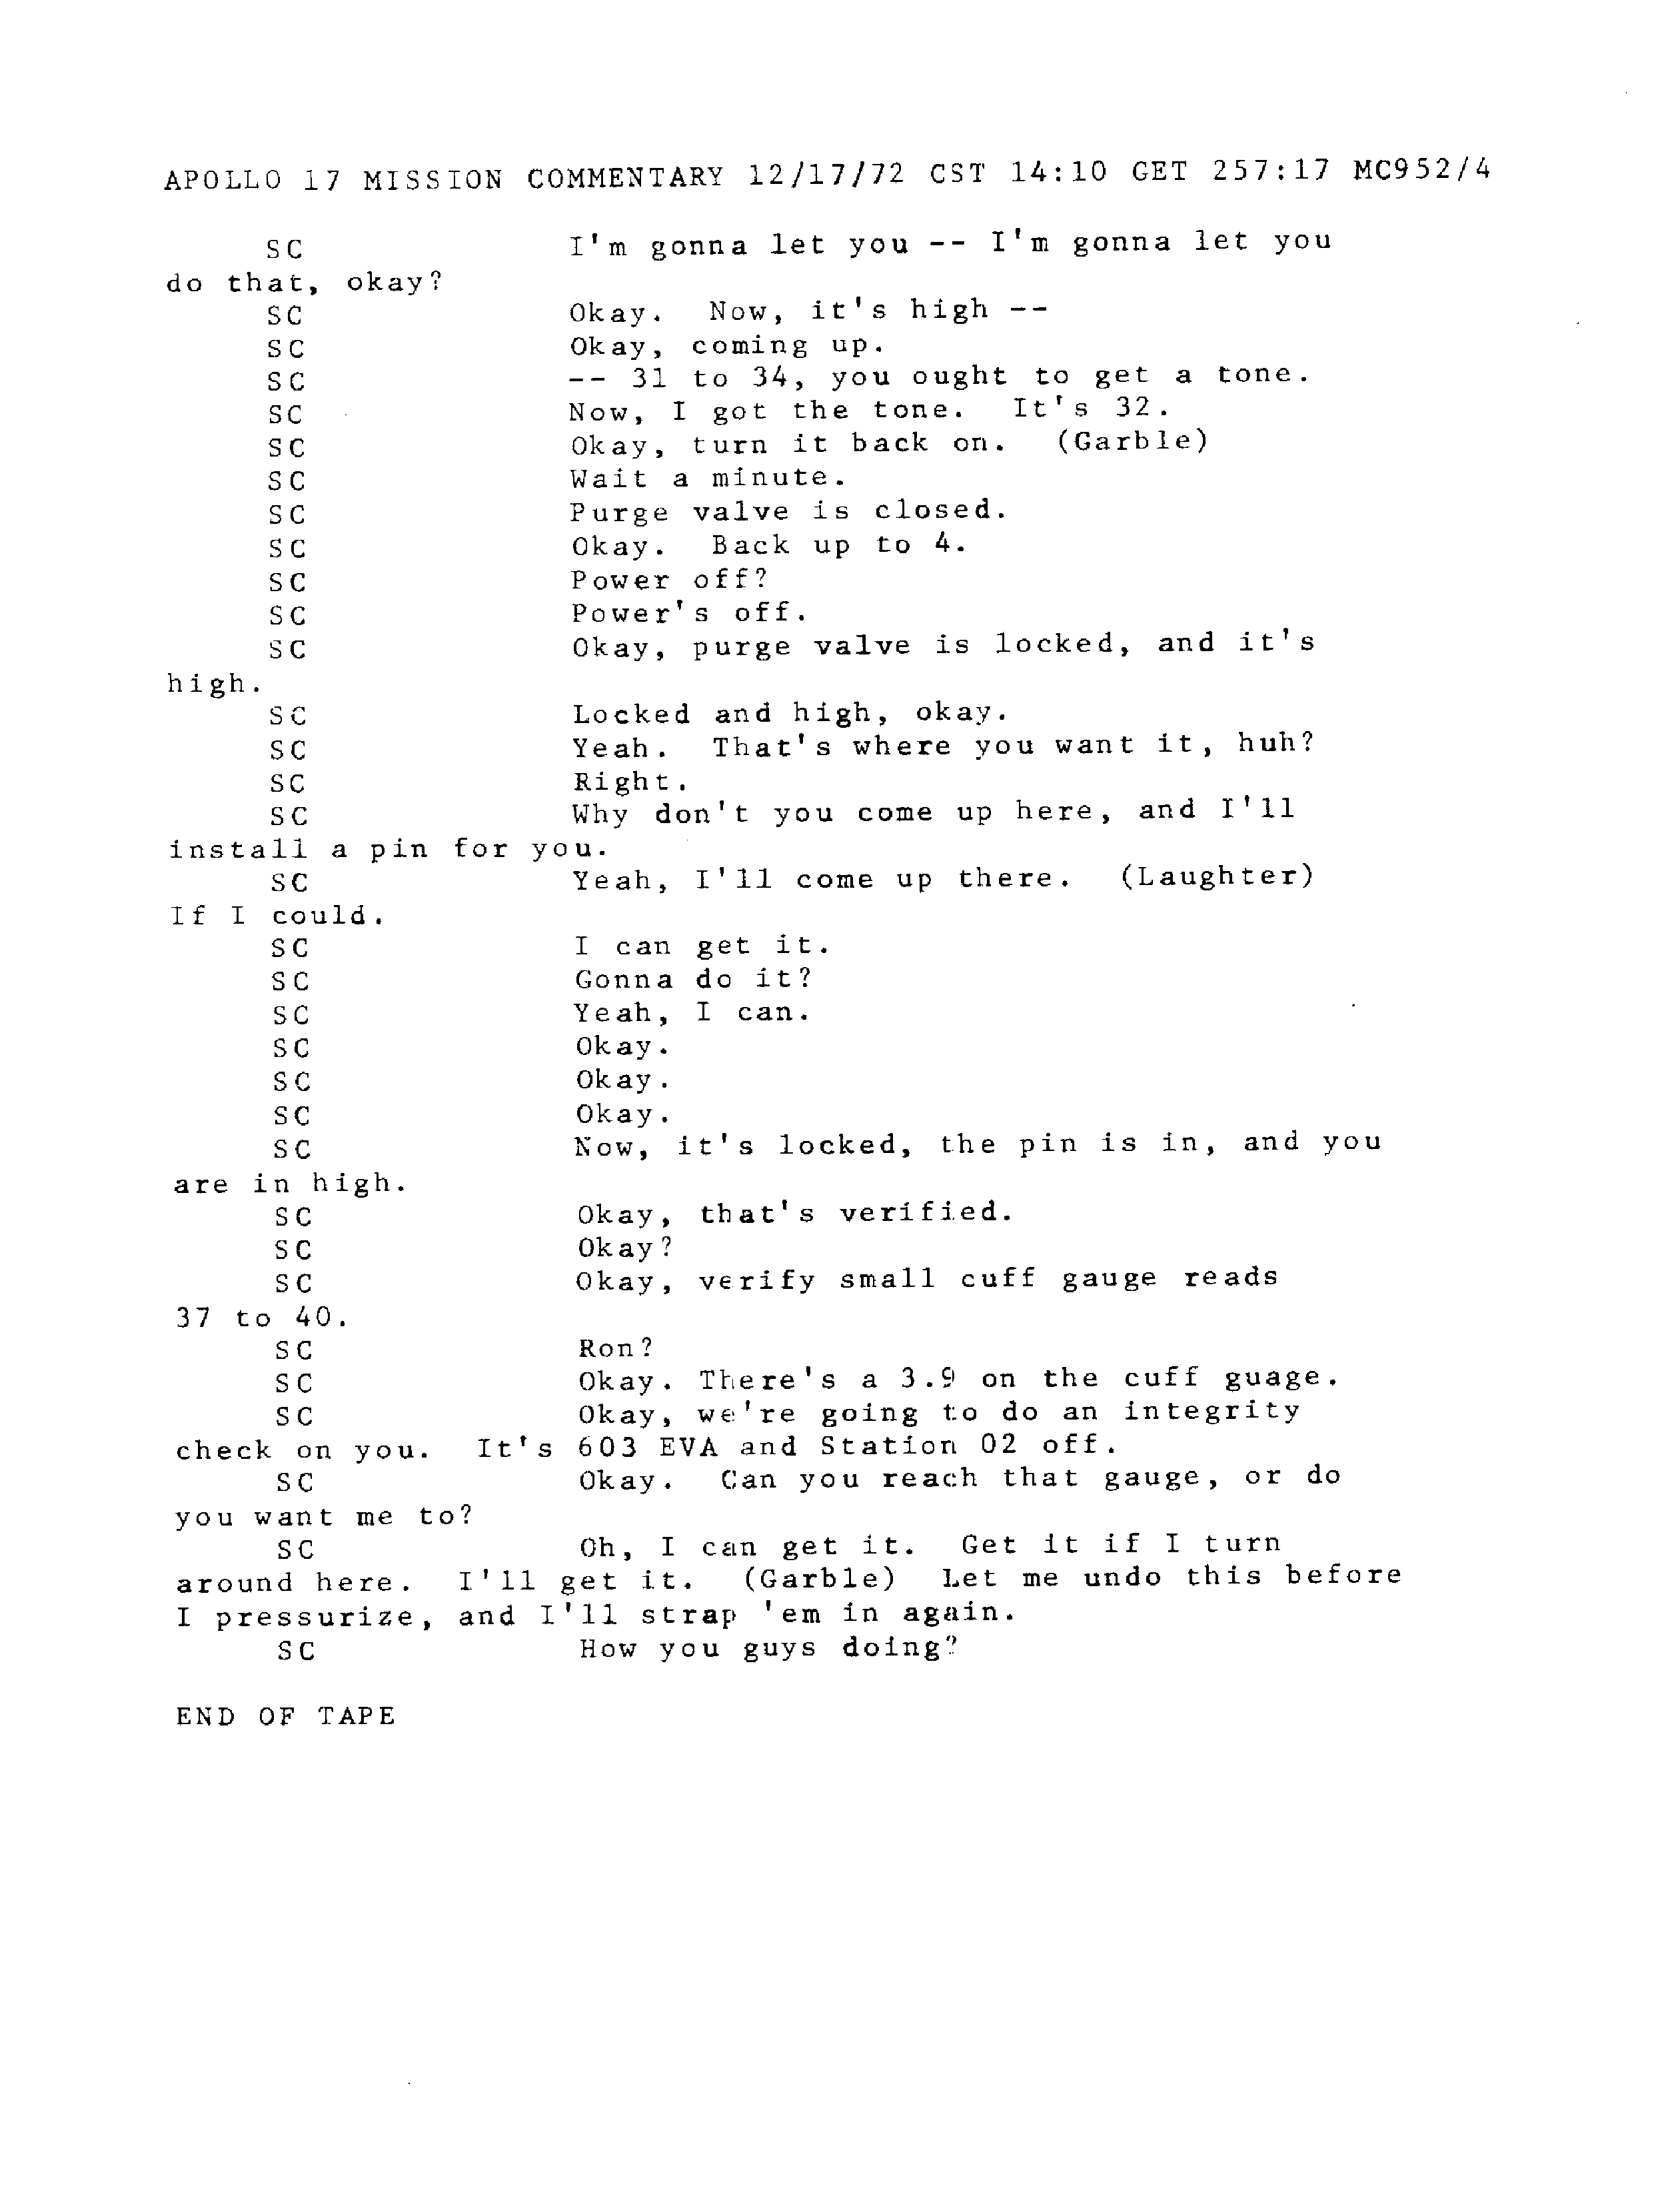 APOLLO 17 MISSION COMMENTARY 12/17/72 CST 14:10 GET 257:17 MC952/4
SC I'm gonna let you -- I'm gonna let you
do that, okay?
SC Okay. Now, it's high --
SC Okay, coming up.
SC -- 31 to 34, you ought to get a tone.
SC Now, I got the tone. It's 32.
SC Okay, turn it back on. (Garble)
SC Wait a minute.
SC Purge valve is closed.
SC Okay. Back up to 4.
SC Power off?
SC Power's off.
SC Okay, purge valve is locked, and it's
high.
SC Locked and high, okay.
SC Yeah. That's where you want it, huh?
SC Right.
SC Why don't you come up here, and I'll
install a pin for you.
SC Yeah, I'll come up there. (Laughter)
If I could.
SC I can get it.
SC Gonna do it?
SC Yeah, I can.
SC Okay.
SC Okay.
SC Okay.
SC Now, it's locked, the pin is in, and you
are in high.
SC Okay, that's verified.
SC Okay?
SC Okay, verify small cuff gauge reads
37 to 40.
SC Ron?
SC Okay. There's a 3.9 on the cuff guage.
SC Okay, we're going to do an integrity
check on you. It's 603 EVA and Station 02 off.
SC Okay. Can you reach that gauge, or do
you want me to?
SC Oh, I can get it. Get it if I turn
around here. I'll get it. (Garble) Let me undo this before
I pressurize, and I'll strap 'em in again.
SC How you guys doing?
END OF TAPE